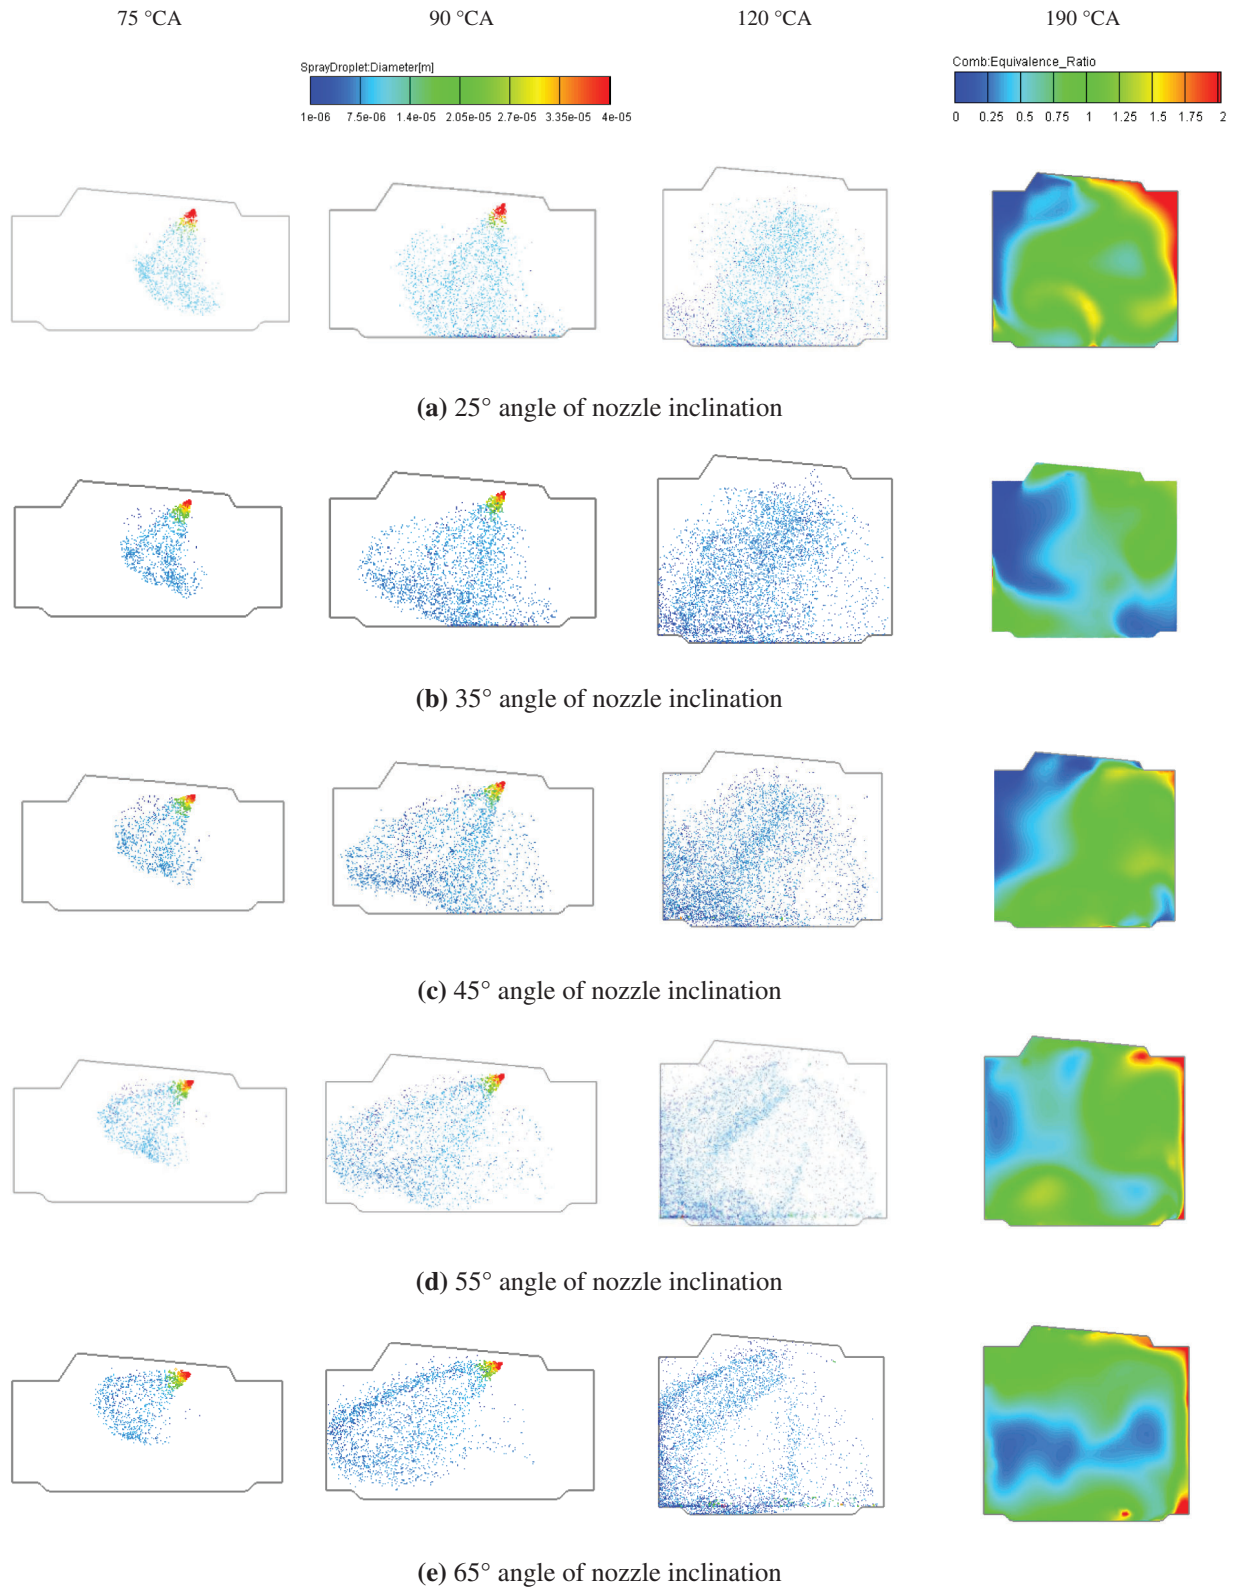 75 °CA 90 °CA 120 °CA 190 °CA
SprayDroplet:Diameter[m]
1e-06 7.5e-06 1.4e-05 2.05e-05 2.7e-05 3.35e-05 4e-05
Comb:Equivalence_Ratio
0 0.25 0.5 0.75 1 1.25 1.5 1.75 2
(a) 25° angle of nozzle inclination
(b) 35° angle of nozzle inclination
(c) 45° angle of nozzle inclination
(d) 55° angle of nozzle inclination
(e) 65° angle of nozzle inclination